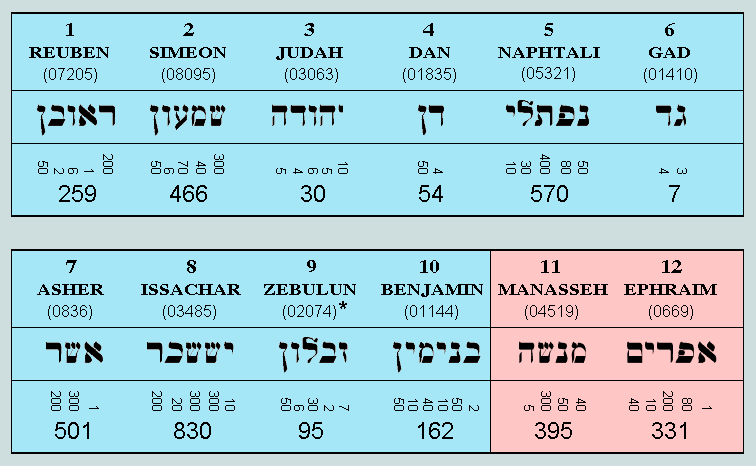 1 2 3 4 5 6
REUBEN SIMEON JUDAH DAN NAPHTALI GAD
(07205) (08095) (03063) (01835) (05321) (01410)
ראובן שמעון יהודה דן נפתלי גד
50 2 6 1 200 50 6 70 40 300 5 4 6 5 10 50 4 10 30 400 80 50 4 3
259 466 30 54 570 7
7 8 9 10 11 12
ASHER ISSACHAR ZEBULUN BENJAMIN MANASSEH EPHRAIM
(0836) (03485) (02074)* (01144) (04519) (0669)
אשר יששכר זבלון בנימין מנשה אפרים
200 300 1 200 20 300 300 10 50 6 30 2 7 50 10 40 10 50 2 5 300 50 40 40 10 200 80 1
501 830 95 162 395 331